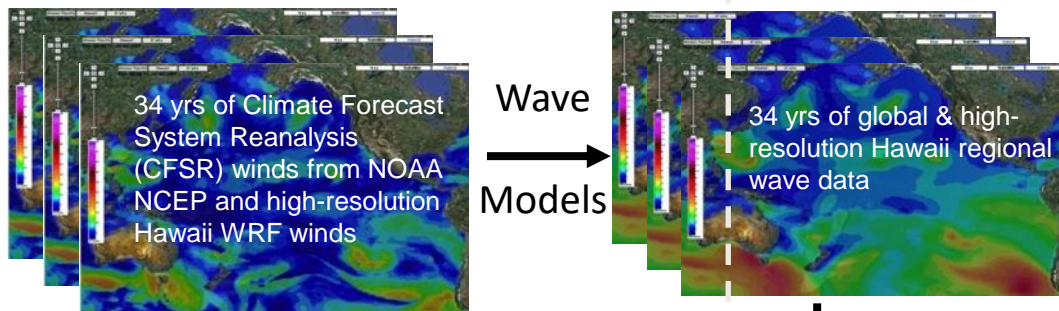 34 yrs of Climate Forecast
System Reanalysis
(CFSR) winds from NOAA
NCEP and high-resolution
Hawaii WRF winds
Wave
Models
34 yrs of global & high-
resolution Hawaii regional
wave data